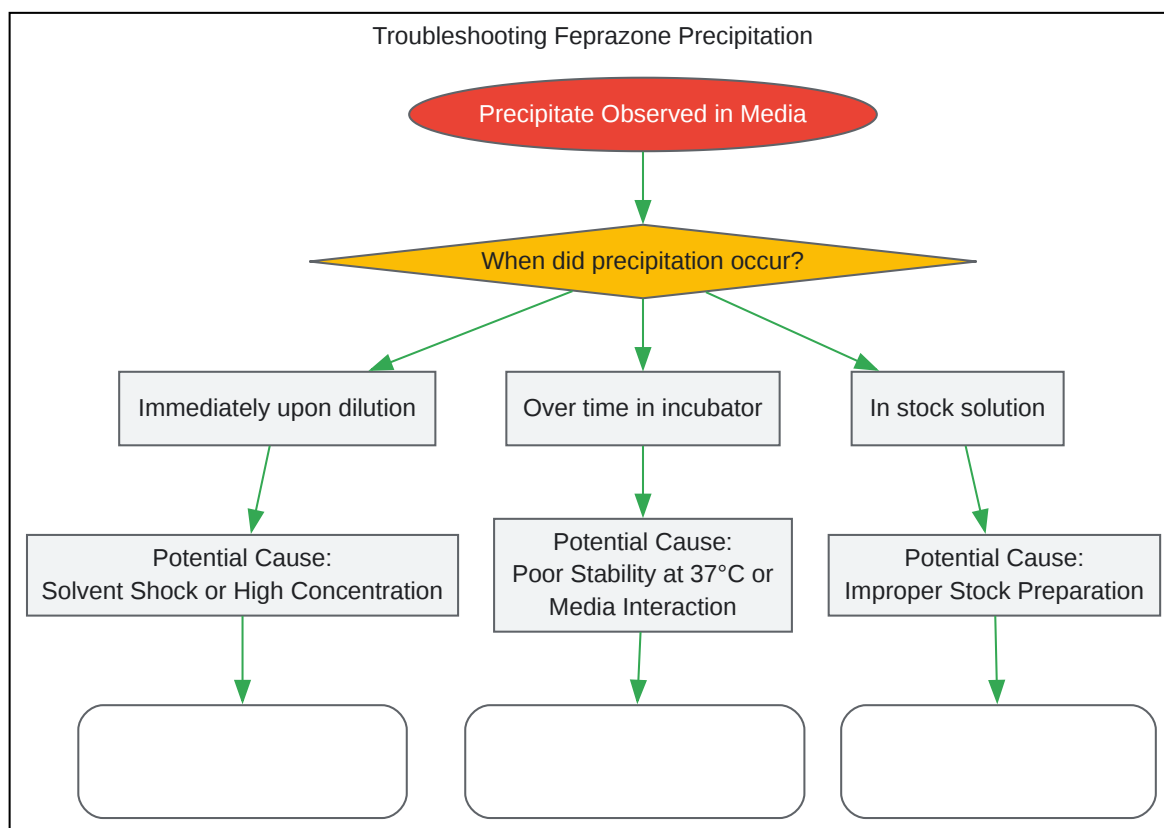 Troubleshooting Feprazone Precipitation
Precipitate Observed in Media
When did precipitation occur?
Immediately upon dilution
Over time in incubator
In stock solution
Potential Cause:
Solvent Shock or High Concentration
Potential Cause:
Poor Stability at 37°C or
Media Interaction
Potential Cause:
Improper Stock Preparation